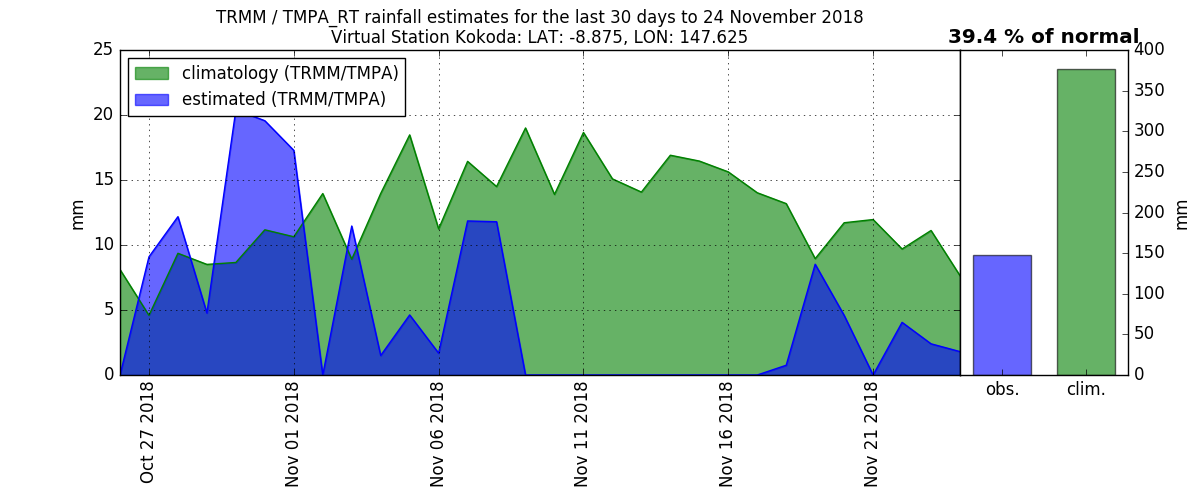 TRMM / TMPA_RT rainfall estimates for the last 30 days to 24 November 2018
Virtual Station Kokoda: LAT: -8.875, LON: 147.625
39.4 % of normal
climatology (TRMM/TMPA)
estimated (TRMM/TMPA)
25
20
15
10
5
0
mm
Oct 27 2018
Nov 01 2018
Nov 06 2018
Nov 11 2018
Nov 16 2018
Nov 21 2018
400
350
300
250
200
150
100
50
0
mm
obs.
clim.